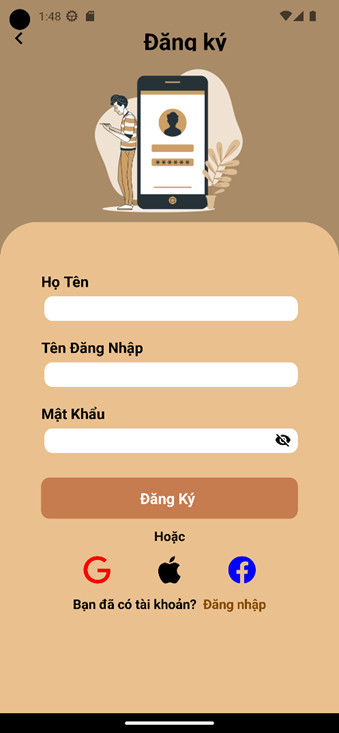 1:48
Đăng ký
Họ Tên
Tên Đăng Nhập
Mật Khẩu
Đăng Ký
Hoặc
Bạn đã có tài khoản? Đăng nhập